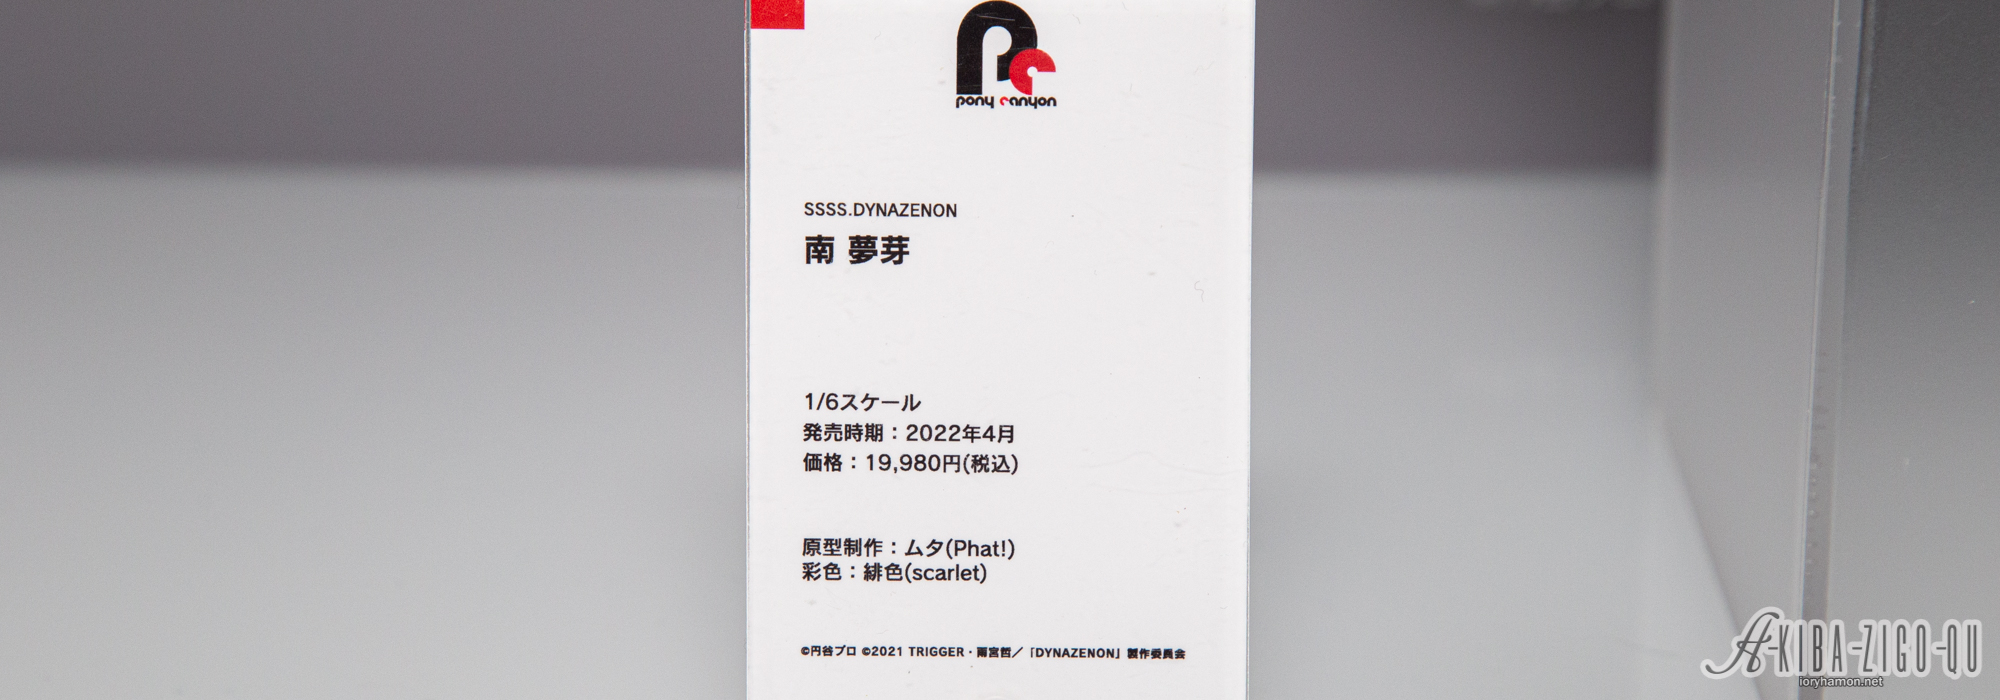 pony canyon
SSSS.DYNAZENON
南 夢芽
1/6スケール
発売時期：2022年4月
価格：19,980円(税込)
原型制作：ムタ(Phat!)
彩色：緋色(scarlet)
©円谷プロ ©2021 TRIGGER・雨宮哲／「DYNAZENON」製作委員会
A-KIBA-ZIGO-QU
ioryhamon.net